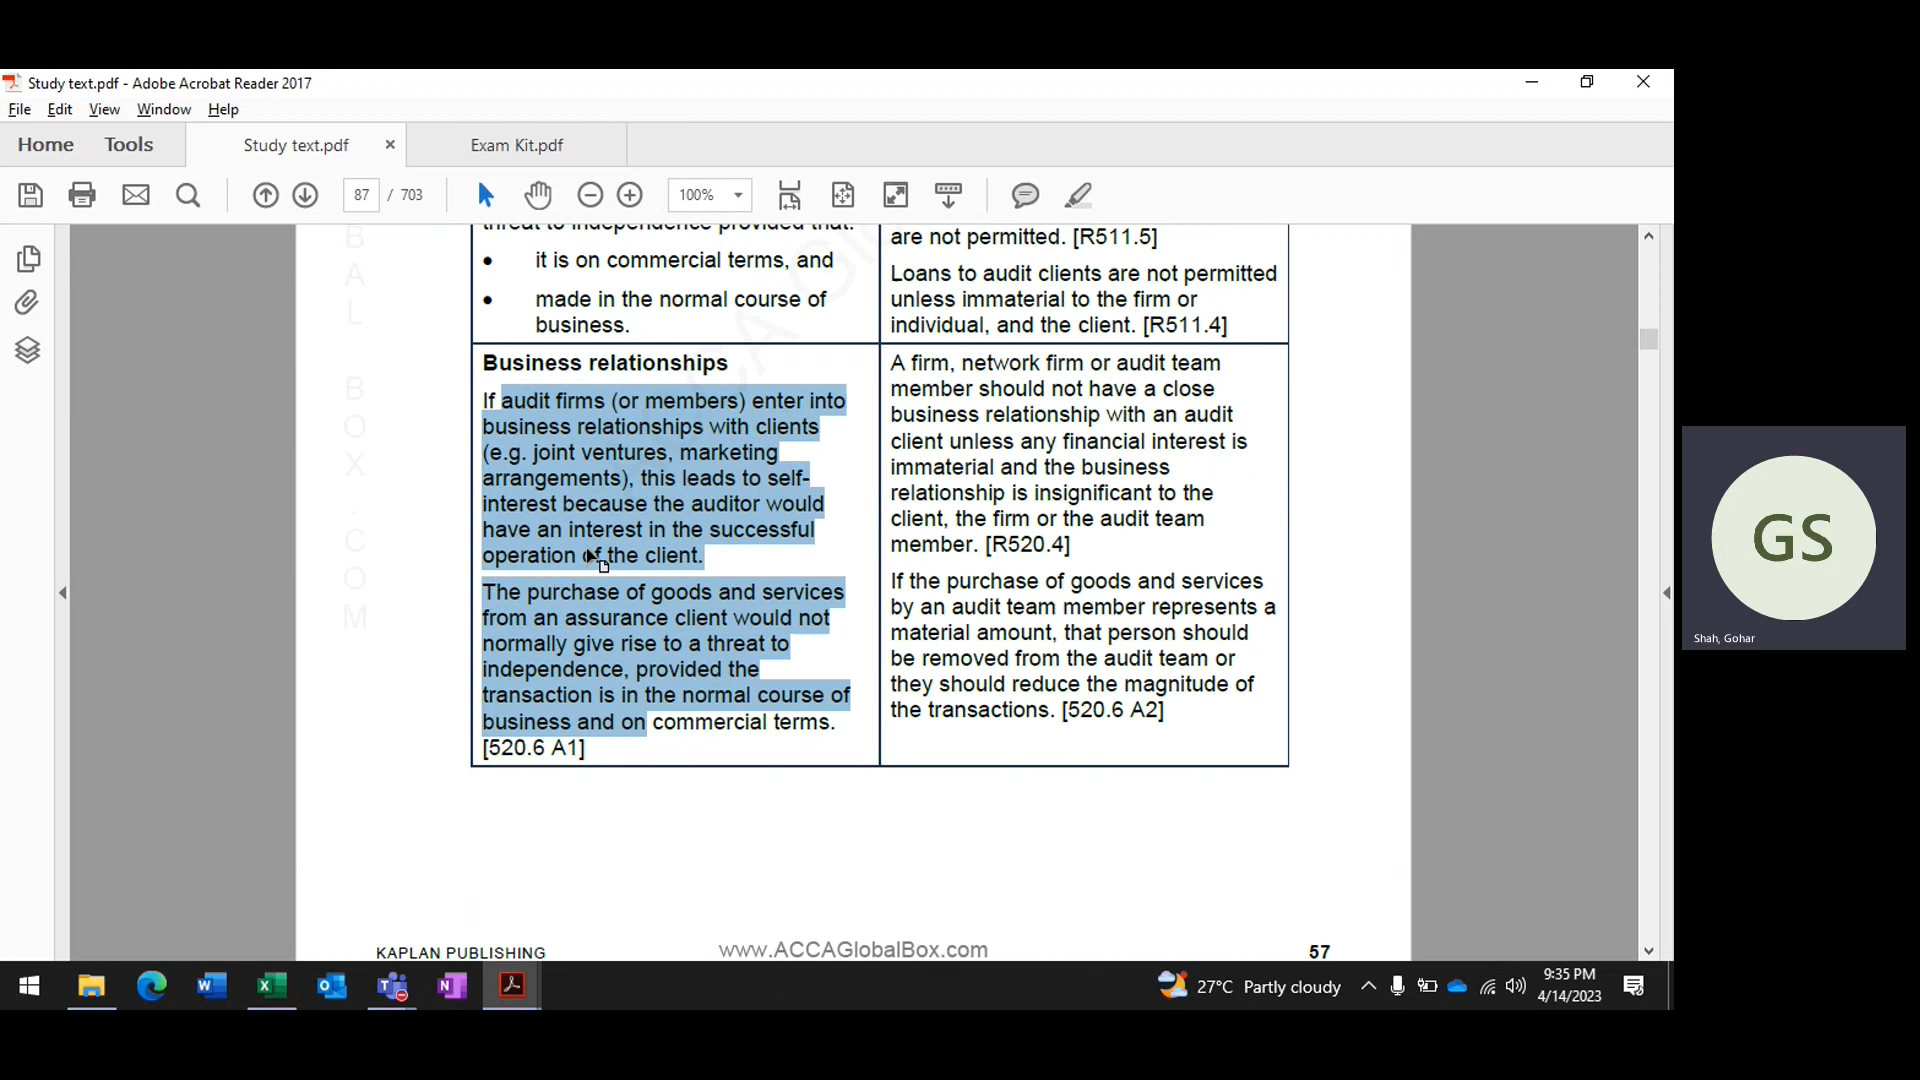 Study text.pdf - Adobe Acrobat Reader 2017
File Edit View Window Help
Home Tools Study text.pdf × Exam Kit.pdf
87 / 703 100%
threat to independence provided that:
• it is on commercial terms, and
• made in the normal course of
business.
are not permitted. [R511.5]
Loans to audit clients are not permitted
unless immaterial to the firm or
individual, and the client. [R511.4]
Business relationships
If audit firms (or members) enter into
business relationships with clients
(e.g. joint ventures, marketing
arrangements), this leads to self-
interest because the auditor would
have an interest in the successful
operation of the client.
The purchase of goods and services
from an assurance client would not
normally give rise to a threat to
independence, provided the
transaction is in the normal course of
business and on commercial terms.
[520.6 A1]
A firm, network firm or audit team
member should not have a close
business relationship with an audit
client unless any financial interest is
immaterial and the business
relationship is insignificant to the
client, the firm or the audit team
member. [R520.4]
If the purchase of goods and services
by an audit team member represents a
material amount, that person should
be removed from the audit team or
they should reduce the magnitude of
the transactions. [520.6 A2]
B
A
L
B
O
X
.
C
O
M
KAPLAN PUBLISHING www.ACCAGlobalBox.com 57
GS
Shah, Gohar
27°C Partly cloudy
9:35 PM
4/14/2023